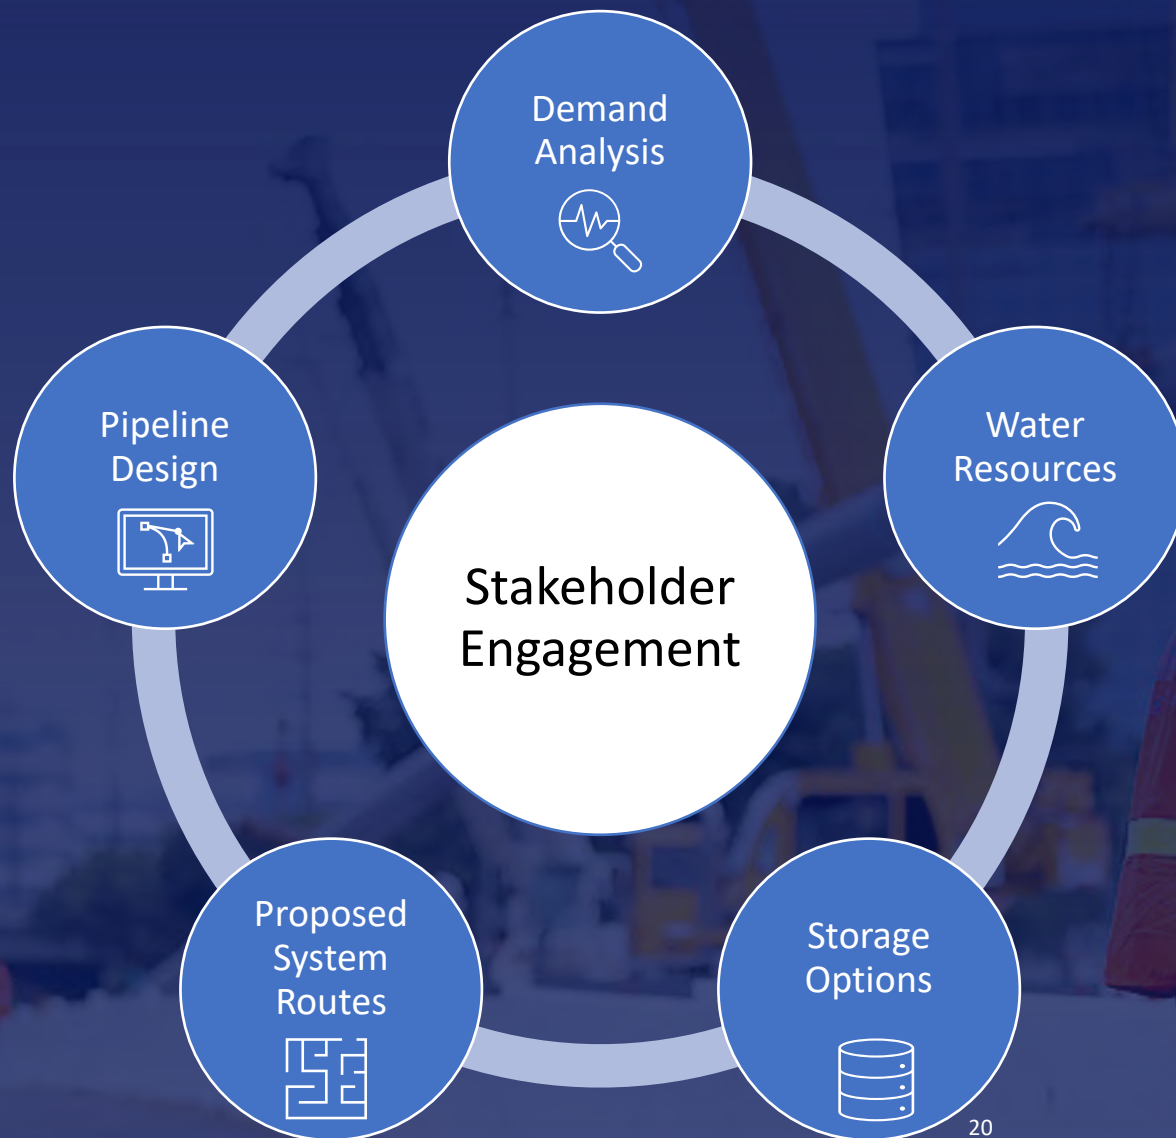 Demand
Analysis
Water
Resources
Storage
Options
Proposed
System
Routes
Pipeline
Design
Stakeholder
Engagement
20